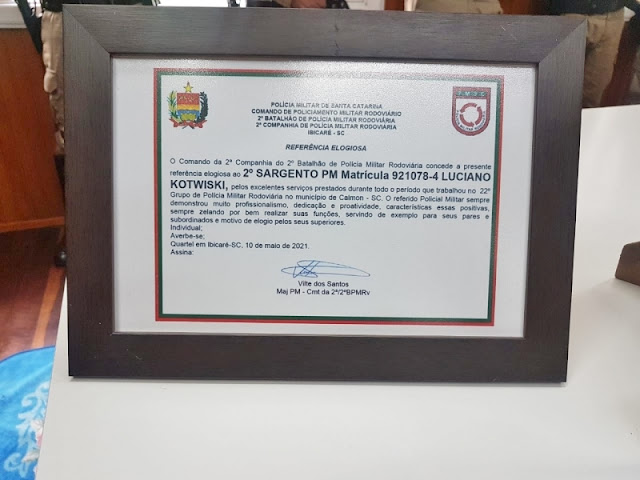 POLÍCIA MILITAR DE SANTA CATARINA
COMANDO DE POLICIAMENTO MILITAR RODOVIÁRIO
2º BATALHÃO DE POLÍCIA MILITAR RODOVIÁRIA
2ª COMPANHIA DE POLÍCIA MILITAR RODOVIÁRIA
IBICARÉ - SC
REFERÊNCIA ELOGIOSA
O Comando da 2ª Companhia do 2º Batalhão de Polícia Militar Rodoviária concede a presente
referência elogiosa ao 2º SARGENTO PM Matrícula 921078-4 LUCIANO
KOTWISKI, pelos excelentes serviços prestados durante todo o período que trabalhou no 22º
Grupo de Polícia Militar Rodoviária no município de Calmon - SC. O referido Policial Militar sempre
demonstrou muito profissionalismo, dedicação e proatividade, características essas positivas,
sempre zelando por bem realizar suas funções, servindo de exemplo para seus pares e
subordinados e motivo de elogio pelos seus superiores.
Individual;
Averbe-se;
Quartel em Ibicaré-SC, 10 de maio de 2021.
Assina:
Vilte dos Santos
Maj PM - Cmt da 2ª/2ºBPMRv